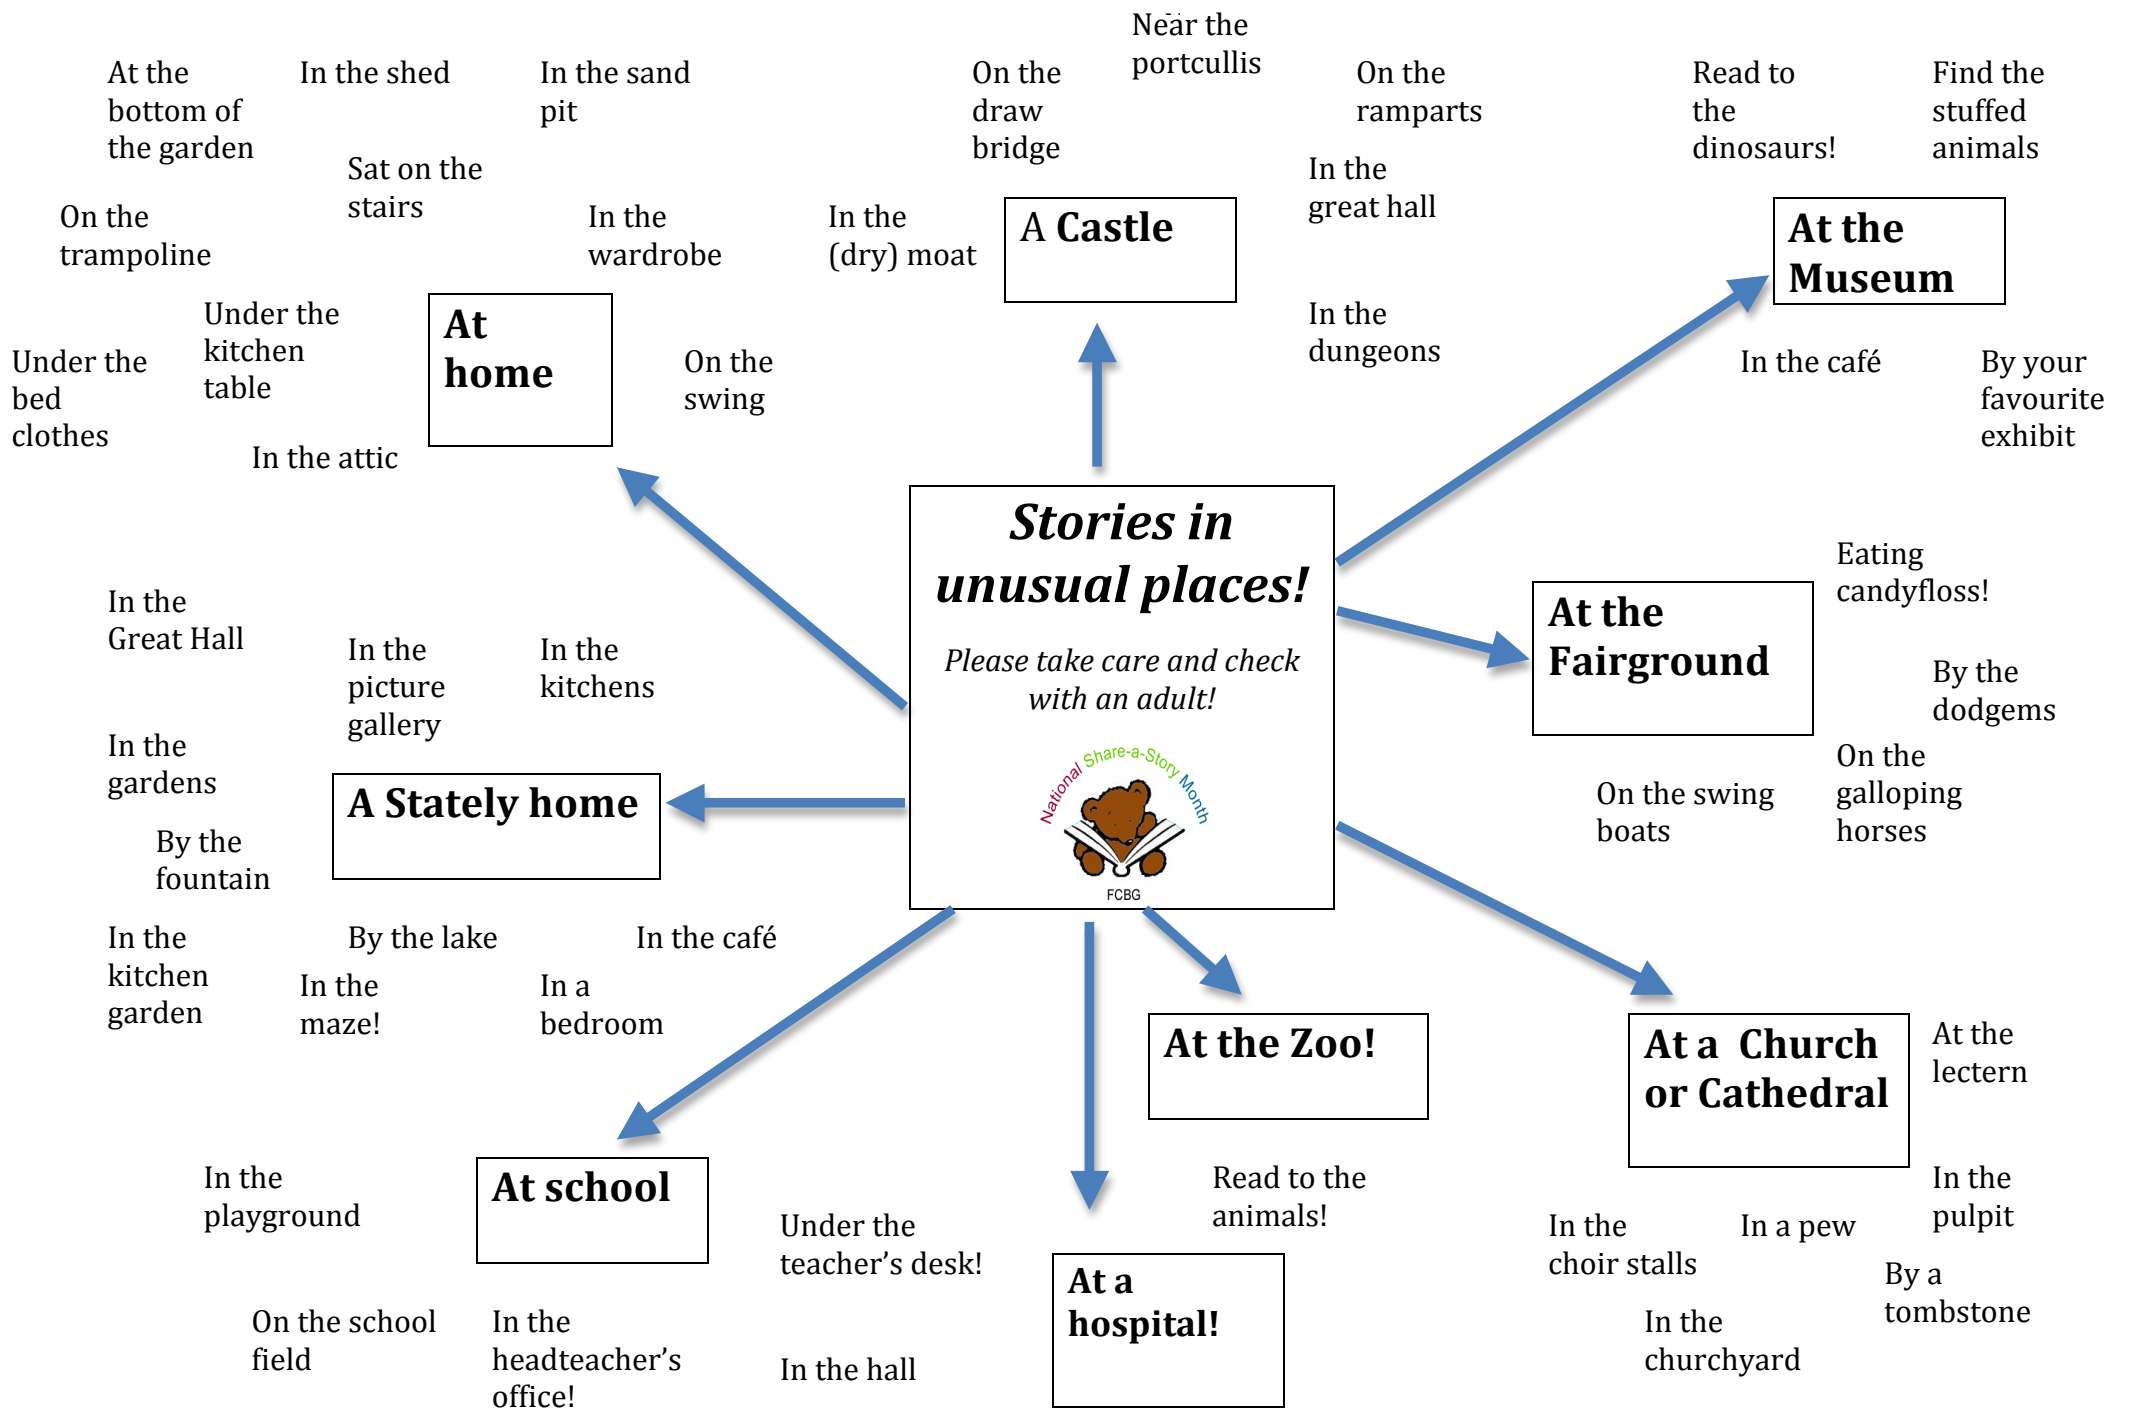 Near the
portcullis
At the
bottom of
the garden
In the shed
In the sand
pit
On the
draw
bridge
On the
ramparts
Read to
the
dinosaurs!
Find the
stuffed
animals
Sat on the
stairs
In the
great hall
On the
trampoline
In the
wardrobe
In the
(dry) moat
A Castle
At the
Museum
Under the
kitchen
table
At
home
In the
dungeons
Under the
bed
clothes
On the
swing
In the café
By your
favourite
exhibit
In the attic
Stories in
unusual places!
Please take care and check
with an adult!
National Share-a-Story Month
FCBG
Eating
candyfloss!
At the
Fairground
By the
dodgems
On the swing
boats
On the
galloping
horses
In the
Great Hall
In the
picture
gallery
In the
kitchens
In the
gardens
A Stately home
By the
fountain
In the
kitchen
garden
By the lake
In the café
In the
maze!
In a
bedroom
At the Zoo!
Read to the
animals!
At a  Church
or Cathedral
At the
lectern
In the
pulpit
In the
choir stalls
In a pew
By a
tombstone
In the
churchyard
At school
In the
playground
Under the
teacher’s desk!
On the school
field
In the
headteacher’s
office!
In the hall
At a
hospital!